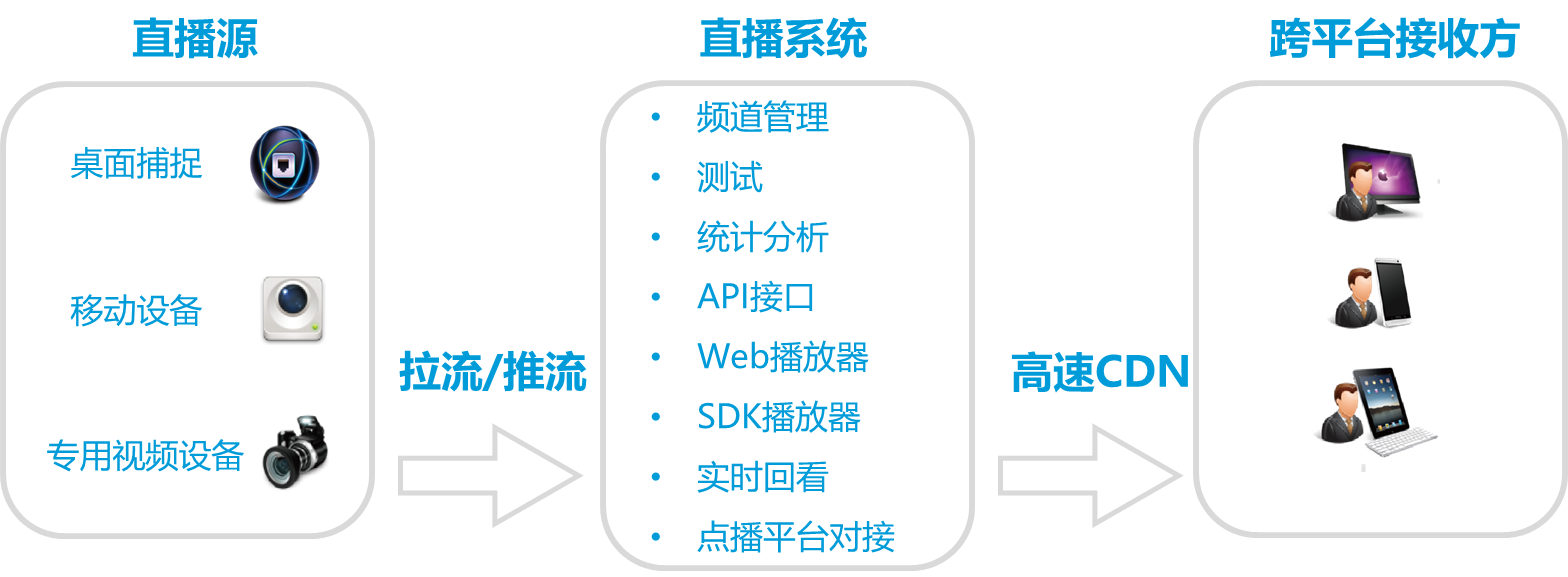 直播源
桌面捕捉
移动设备
专用视频设备
拉流/推流
直播系统
• 频道管理
• 测试
• 统计分析
• API接口
• Web播放器
• SDK播放器
• 实时回看
• 点播平台对接
高速CDN
跨平台接收方